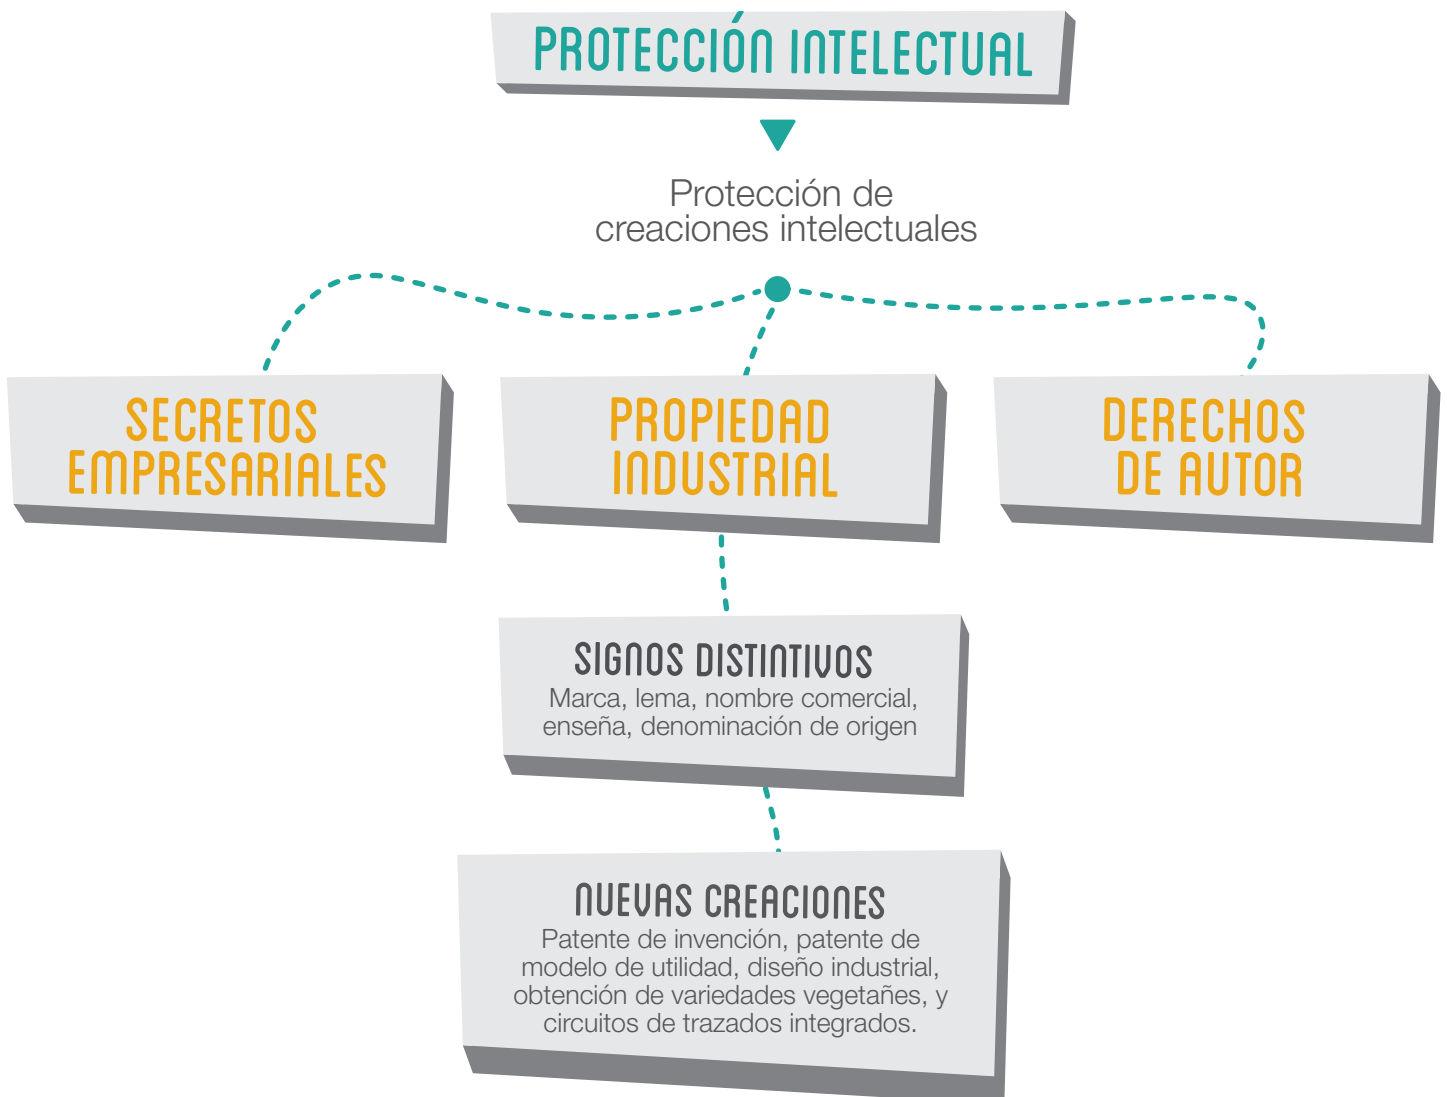 PROTECCIÓN INTELECTUAL
Protección de
creaciones intelectuales
SECRETOS
EMPRESARIALES
PROPIEDAD
INDUSTRIAL
DERECHOS
DE AUTOR
SIGNOS DISTINTIVOS
Marca, lema, nombre comercial,
enseña, denominación de origen
NUEVAS CREACIONES
Patente de invención, patente de
modelo de utilidad, diseño industrial,
obtención de variedades vegetañes, y
circuitos de trazados integrados.